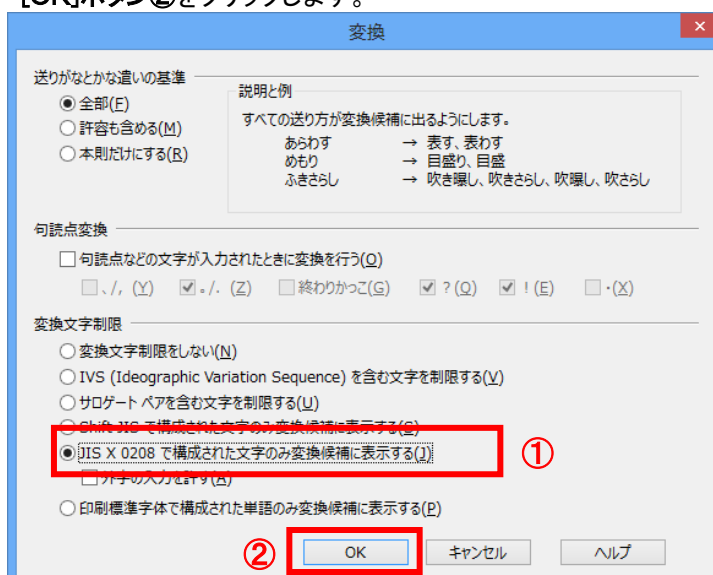 [OK]ボタン②をクリックします。
変換
送りがなとかな遣いの基準
全部(F)
許容も含める(M)
本則だけにする(R)
説明と例
すべての送り方が変換候補に出るようにします。
あらわす → 表す、表わす
めもり → 目盛り、目盛
ふきさらし → 吹き曝し、吹きさらし、吹曝し、吹さらし
句読点変換
句読点などの文字が入力されたときに変換を行う(O)
、/, (Y) 。/. (Z) 終わりかっこ(G) ? (Q) ! (E) ・(X)
変換文字制限
変換文字制限をしない(N)
IVS (Ideographic Variation Sequence) を含む文字を制限する(V)
サロゲート ペアを含む文字を制限する(U)
Shift JIS で構成された文字のみ変換候補に表示する(S)
JIS X 0208 で構成された文字のみ変換候補に表示する(J)
①
外字の入力を許す(A)
印刷標準字体で構成された単語のみ変換候補に表示する(P)
② OK キャンセル ヘルプ